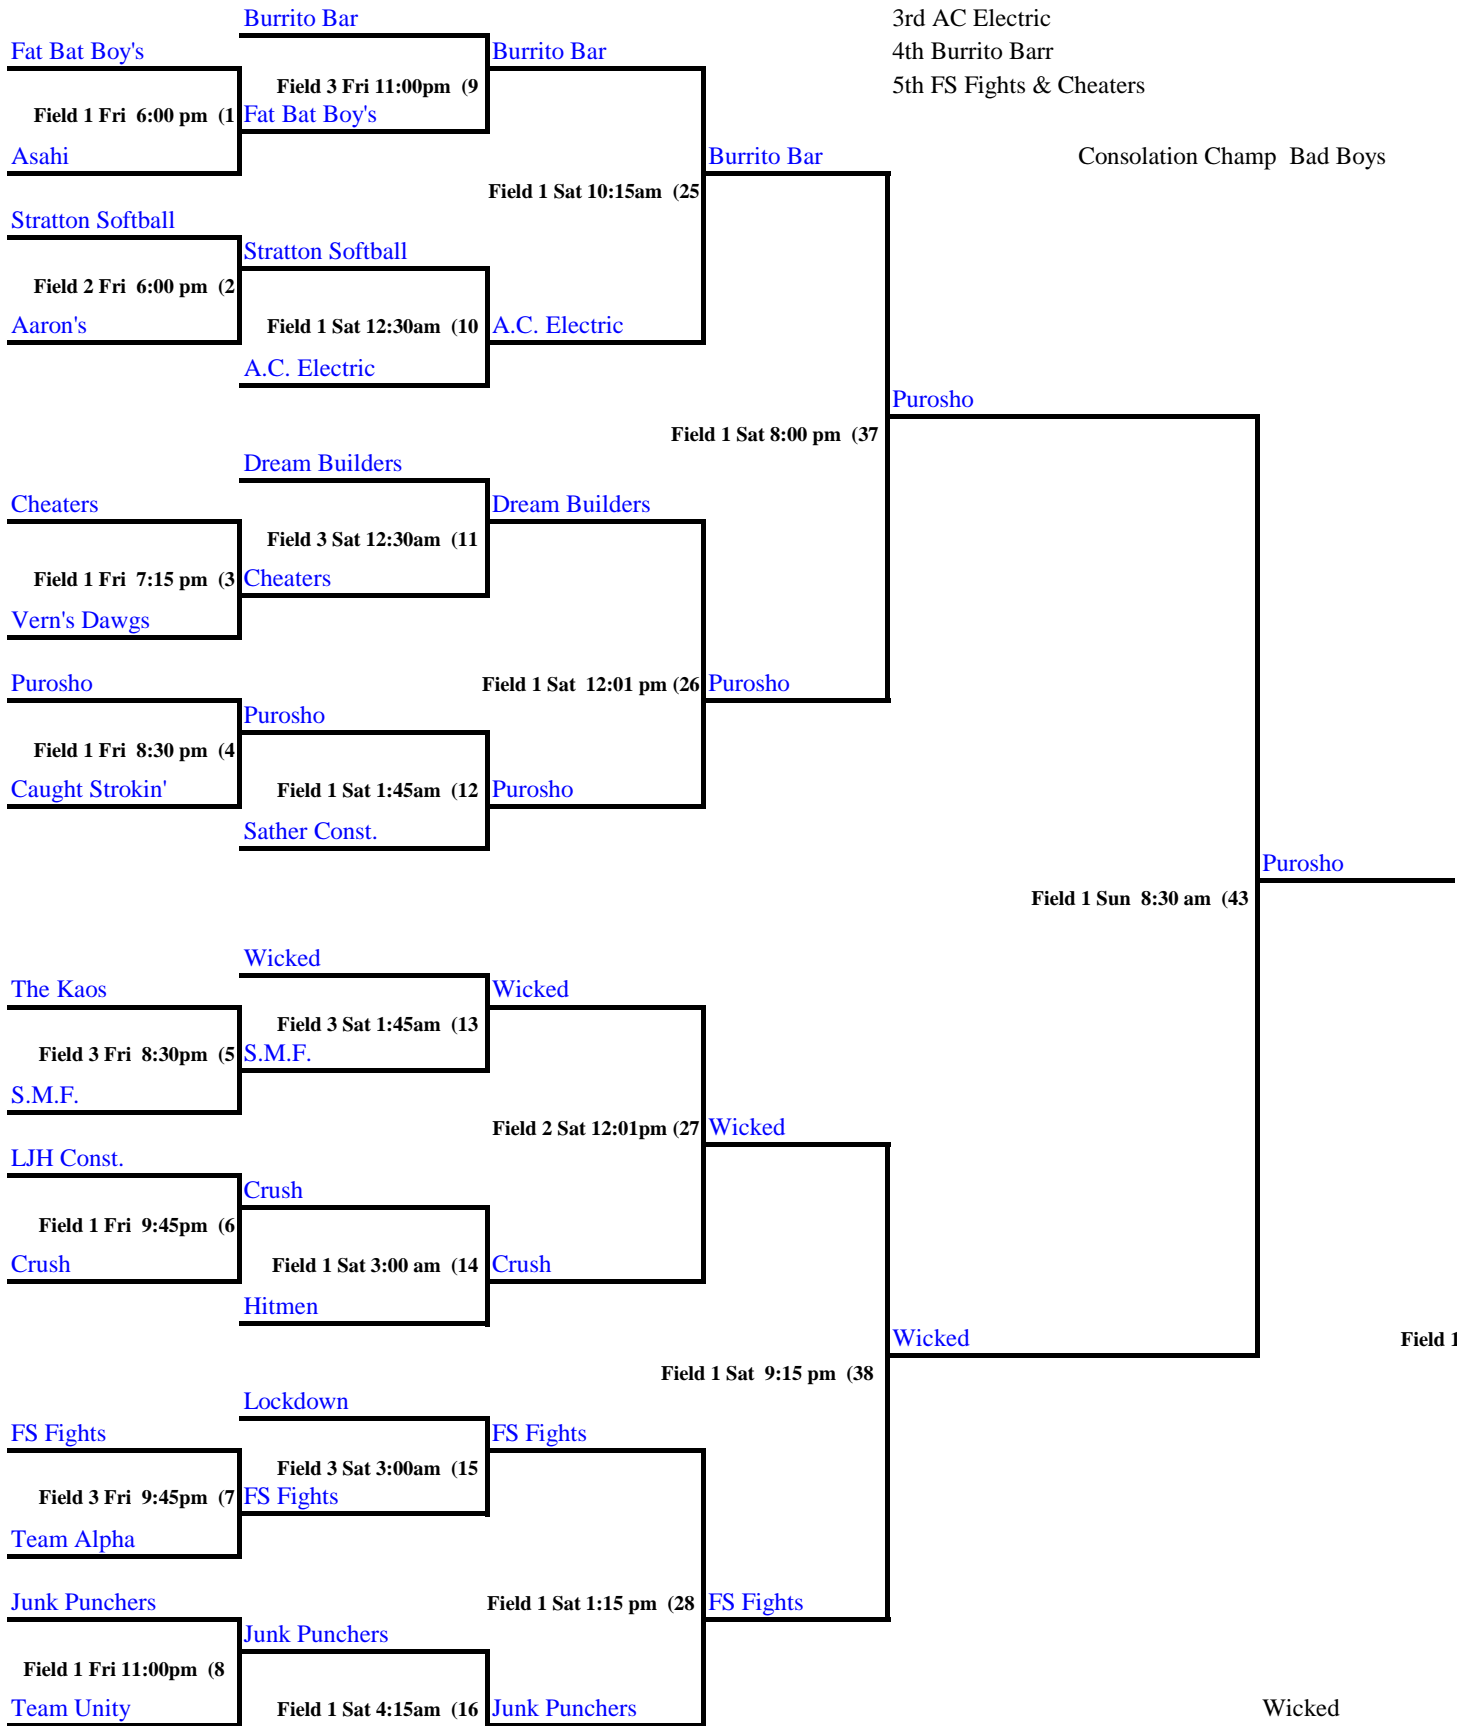 Burrito Bar
3rd AC Electric
Fat Bat Boy's
Burrito Bar
4th Burrito Barr
Field 3 Fri 11:00pm (9
5th FS Fights & Cheaters
Field 1 Fri 6:00 pm (1
Fat Bat Boy's
Asahi
Burrito Bar
Consolation Champ Bad Boys
Field 1 Sat 10:15am (25
Stratton Softball
Stratton Softball
Field 2 Fri 6:00 pm (2
Aaron's
Field 1 Sat 12:30am (10
A.C. Electric
A.C. Electric
Purosho
Field 1 Sat 8:00 pm (37
Dream Builders
Cheaters
Dream Builders
Field 3 Sat 12:30am (11
Field 1 Fri 7:15 pm (3
Cheaters
Vern's Dawgs
Purosho
Field 1 Sat 12:01 pm (26
Purosho
Purosho
Field 1 Fri 8:30 pm (4
Caught Strokin'
Field 1 Sat 1:45am (12
Purosho
Sather Const.
Purosho
Field 1 Sun 8:30 am (43
Wicked
The Kaos
Wicked
Field 3 Sat 1:45am (13
Field 3 Fri 8:30pm (5
S.M.F.
S.M.F.
Field 2 Sat 12:01pm (27
Wicked
LJH Const.
Crush
Field 1 Fri 9:45pm (6
Crush
Field 1 Sat 3:00 am (14
Crush
Hitmen
Wicked
Field 1
Field 1 Sat 9:15 pm (38
Lockdown
FS Fights
FS Fights
Field 3 Sat 3:00am (15
Field 3 Fri 9:45pm (7
FS Fights
Team Alpha
Junk Punchers
Field 1 Sat 1:15 pm (28
FS Fights
Junk Punchers
Field 1 Fri 11:00pm (8
Team Unity
Field 1 Sat 4:15am (16
Junk Punchers
Wicked